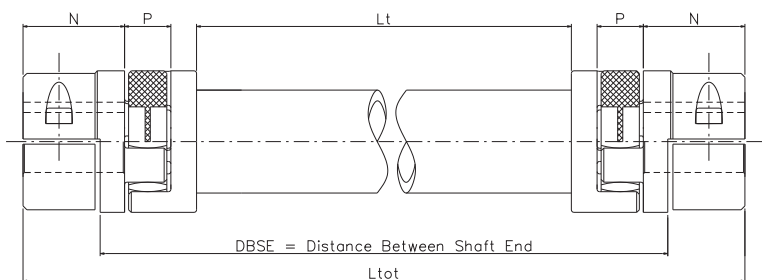 N P Lt P N
DBSE = Distance Between Shaft End
Ltot